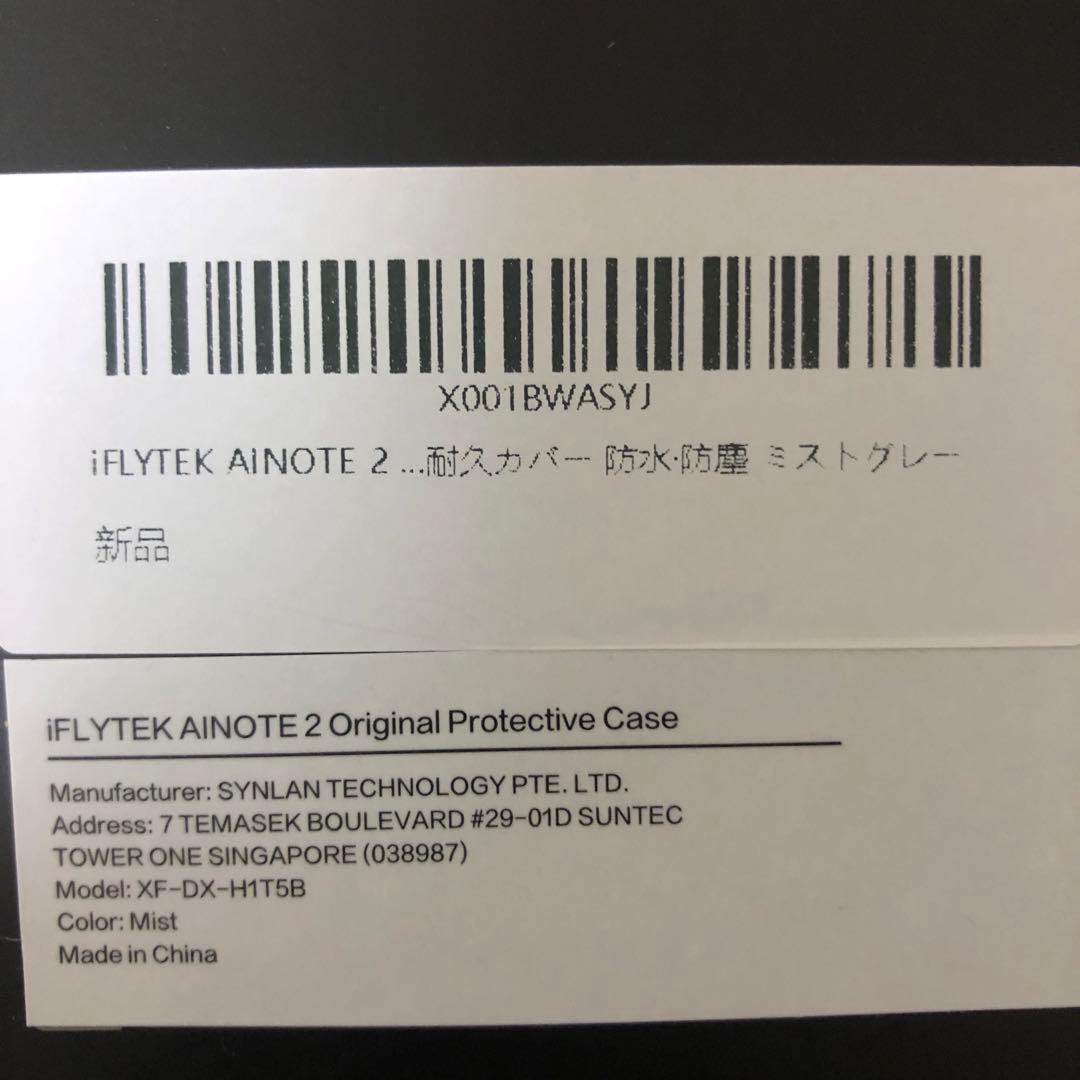 X001BWASYJ
iFLYTEK AINOTE 2 ...耐久カバー 防水·防塵 ミストグレー
新品
iFLYTEK AINOTE 2 Original Protective Case
Manufacturer: SYNLAN TECHNOLOGY PTE. LTD.
Address: 7 TEMASEK BOULEVARD #29-01D SUNTEC
TOWER ONE SINGAPORE (038987)
Model: XF-DX-H1T5B
Color: Mist
Made in China